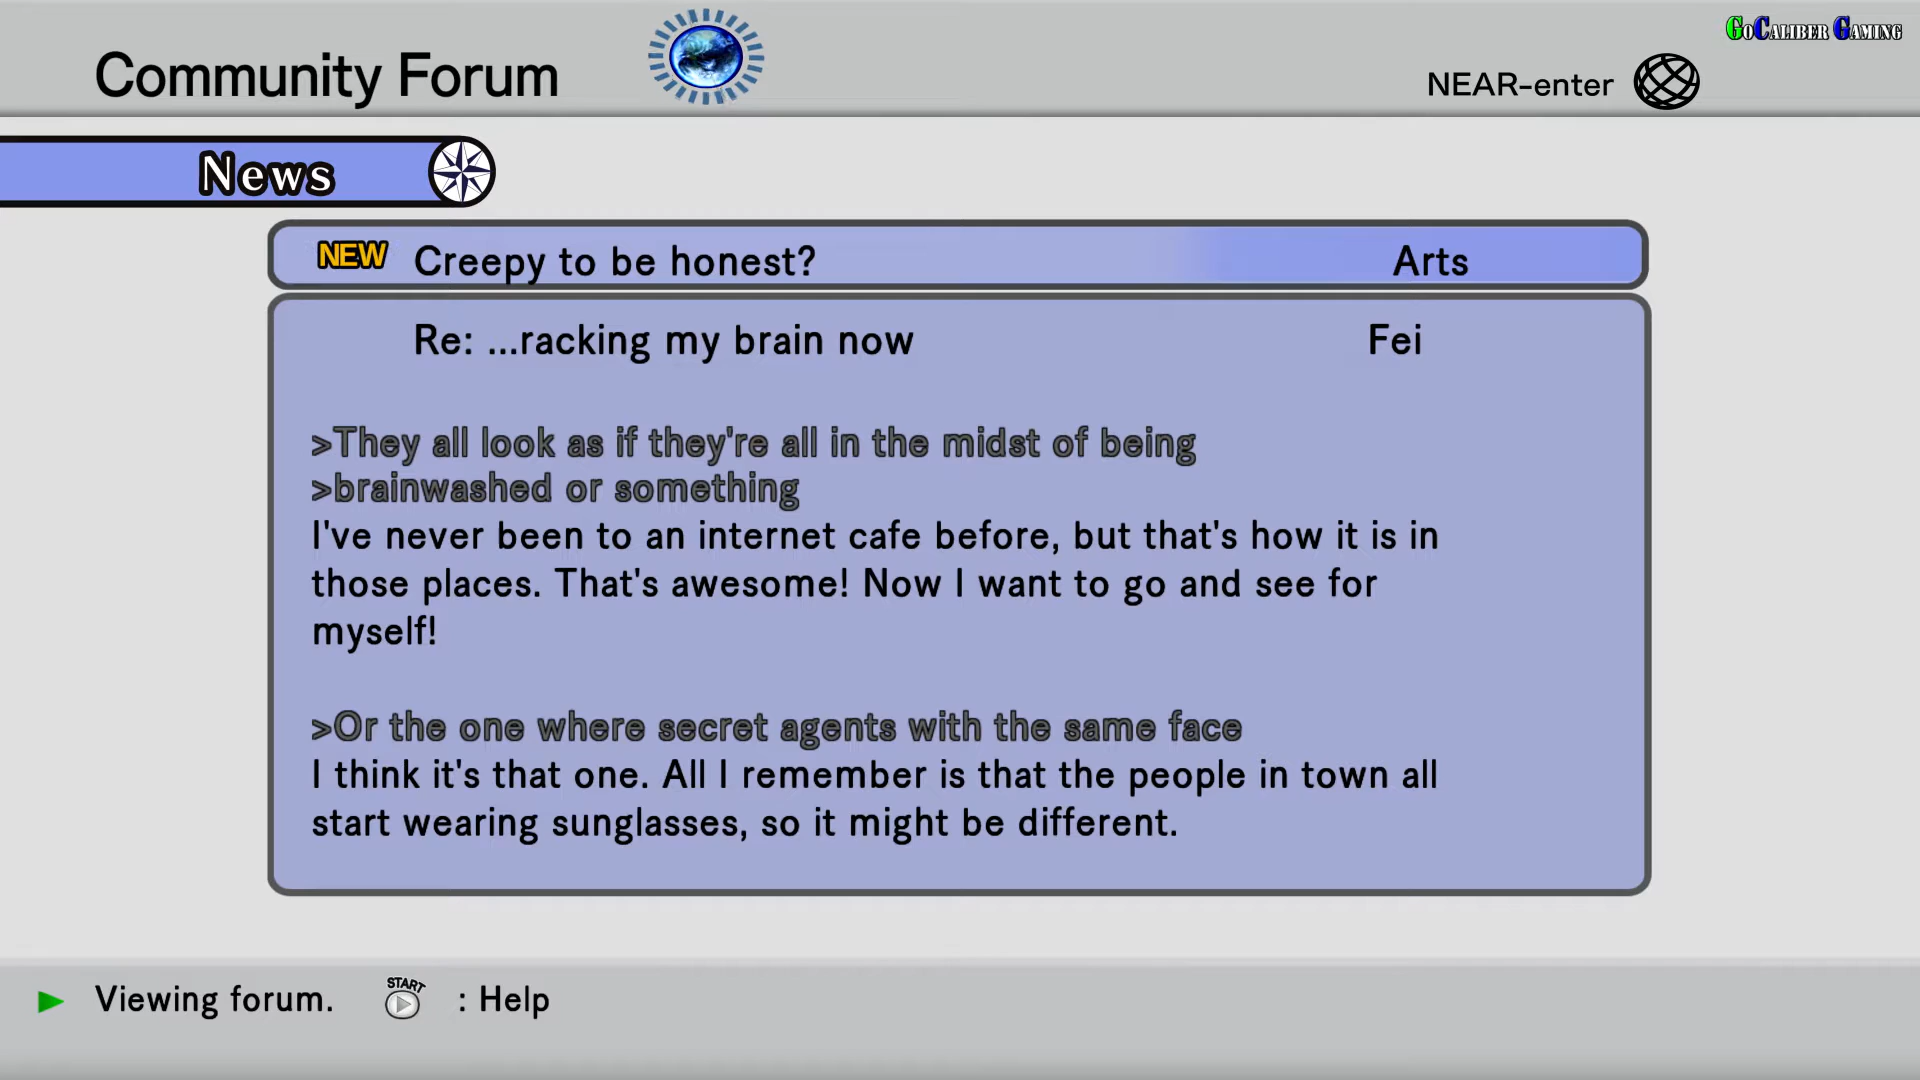 GoCaliber Gaming
Community Forum
NEAR-enter
News
NEW Creepy to be honest? Arts
Re: ...racking my brain now Fei
>They all look as if they're all in the midst of being
>brainwashed or something
I've never been to an internet cafe before, but that's how it is in
those places. That's awesome! Now I want to go and see for
myself!
>Or the one where secret agents with the same face
I think it's that one. All I remember is that the people in town all
start wearing sunglasses, so it might be different.
Viewing forum. START : Help